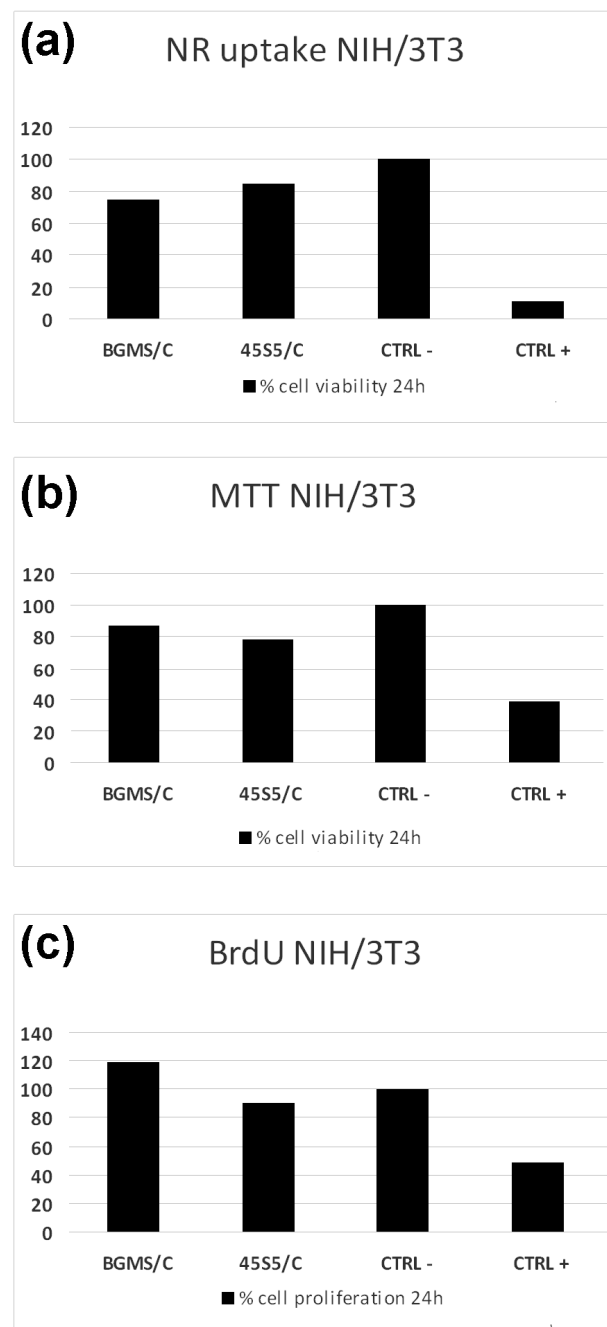 (a)
NR uptake NIH/3T3
120
100
80
60
40
20
0
BGMS/C 45S5/C CTRL - CTRL +
% cell viability 24h
(b)
MTT NIH/3T3
120
100
80
60
40
20
0
BGMS/C 45S5/C CTRL - CTRL +
% cell viability 24h
(c)
BrdU NIH/3T3
140
120
100
80
60
40
20
0
BGMS/C 45S5/C CTRL - CTRL +
% cell proliferation 24h